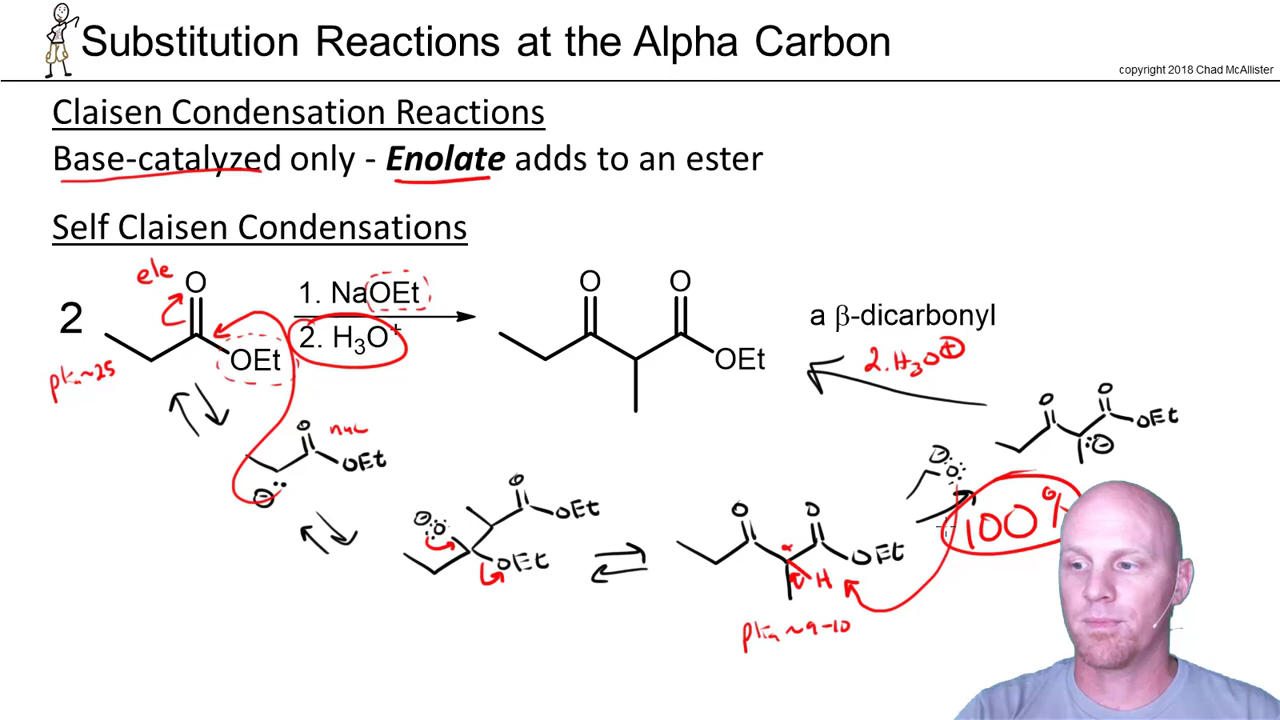 Substitution Reactions at the Alpha Carbon
copyright 2018 Chad McAllister
Claisen Condensation Reactions
Base-catalyzed only - Enolate adds to an ester
Self Claisen Condensations
ele
O
2
OEt
pka~25
1. NaOEt
2. H3O+
O O
OEt
a β-dicarbonyl
2. H3O⊕
O O
OEt
⊖
O
nuc
OEt
⊖
O
OEt
⊖
O
OEt
O O
α
OEt
H
pka ~9-10
⊖
O
100%